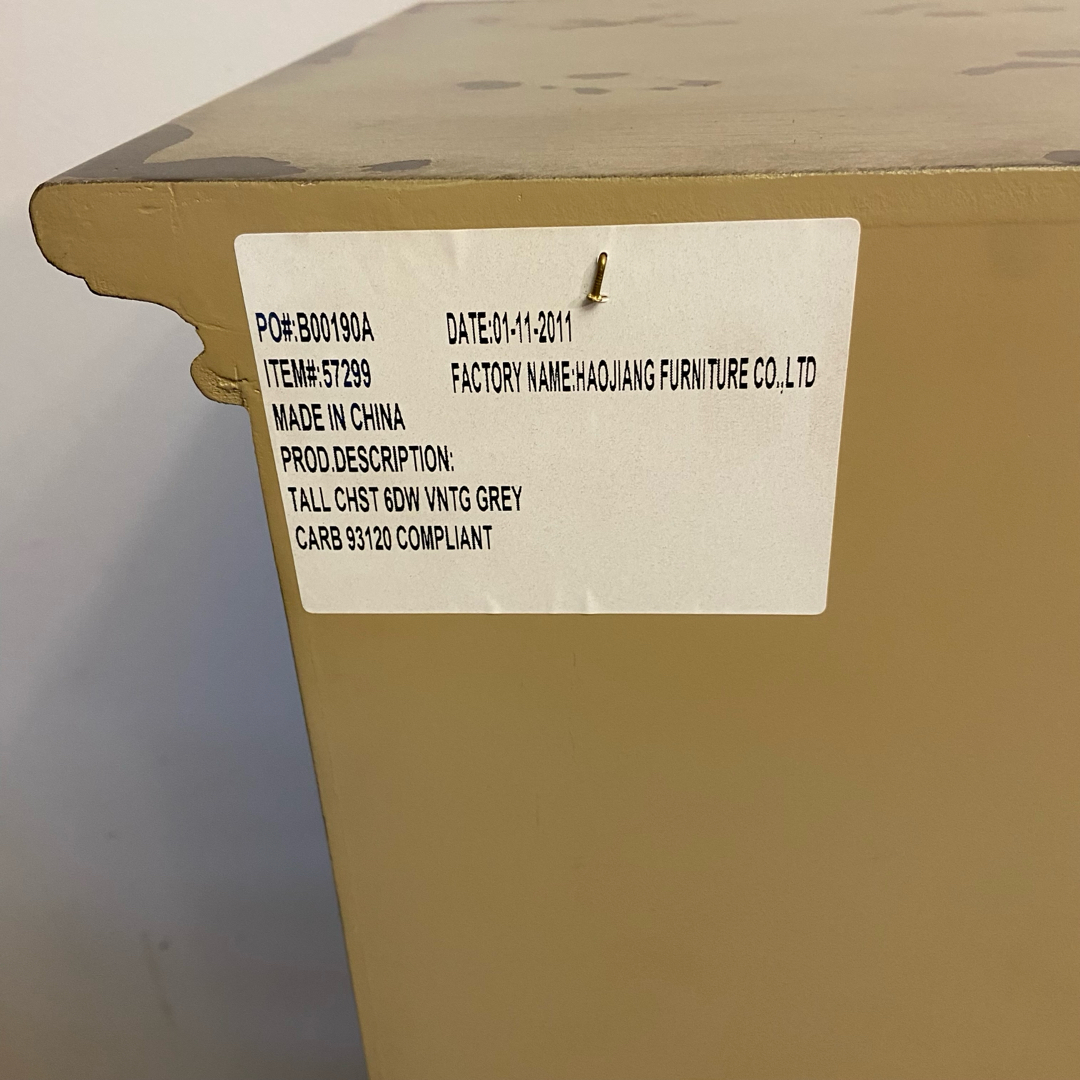 PO#:B00190A DATE:01-11-2011
ITEM#:57299 FACTORY NAME:HAOJIANG FURNITURE CO.,LTD
MADE IN CHINA
PROD.DESCRIPTION:
TALL CHST 6DW VNTG GREY
CARB 93120 COMPLIANT